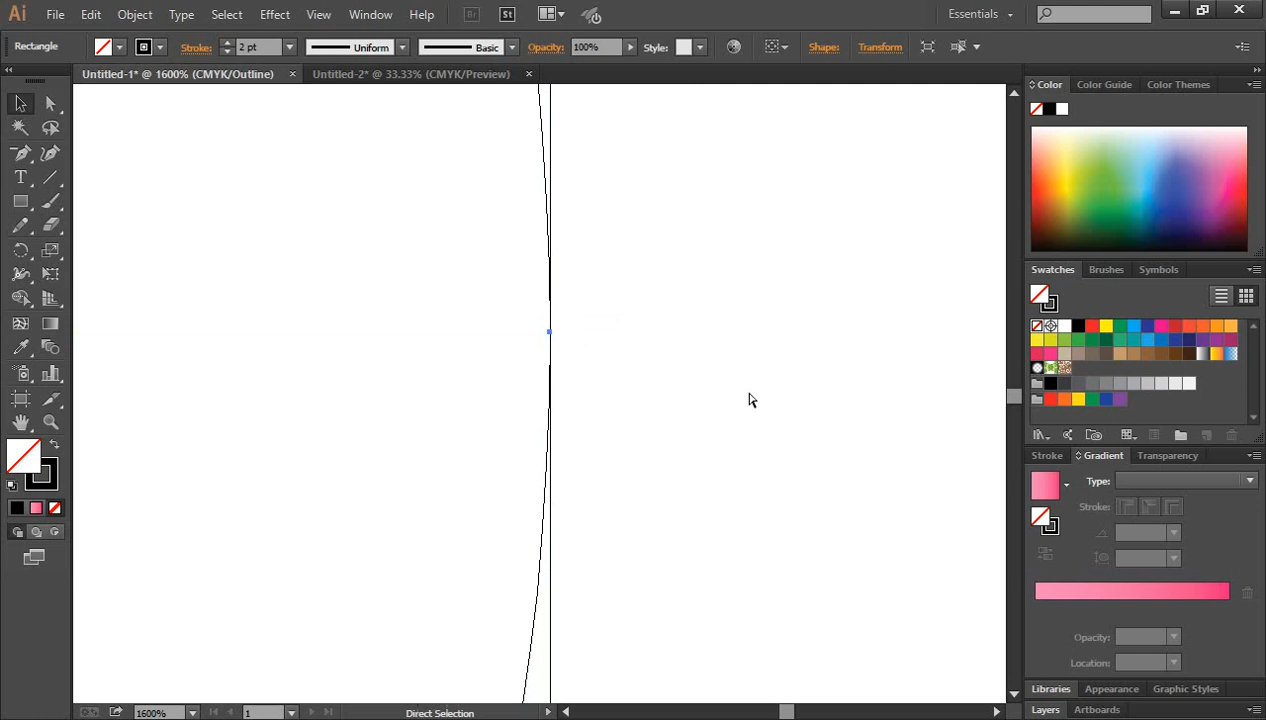 Ai File Edit Object Type Select Effect View Window Help Br St Essentials
Rectangle Stroke: 2 pt Uniform Basic Opacity: 100% Style: Shape: Transform
Untitled-1* @ 1600% (CMYK/Outline) × Untitled-2* @ 33.33% (CMYK/Preview) ×
Color Color Guide Color Themes
T
Swatches Brushes Symbols
Stroke Gradient Transparency
Type:
Stroke:
Opacity:
Location:
Libraries Appearance Graphic Styles
Layers Artboards
1600% 1 Direct Selection